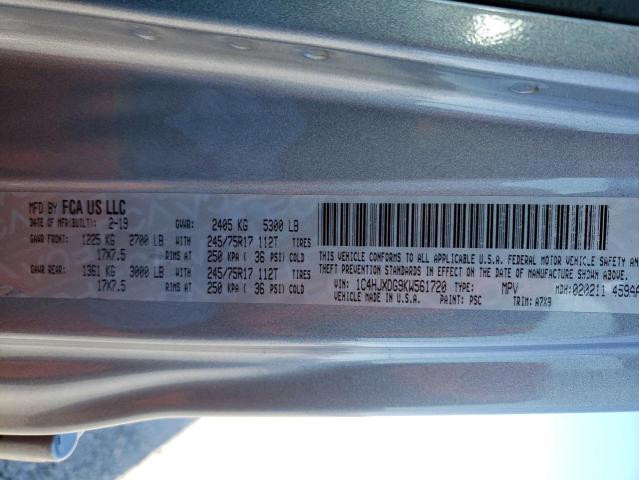 MFD BY FCA US LLC
DATE OF MFR(BUILT): 2-19 GVWR: 2405 KG 5300 LB
GAWR FRONT: 1225 KG 2700 LB WITH 245/75R17 112T TIRES
17X7.5 RIMS AT 250 KPA ( 36 PSI) COLD
GAWR REAR: 1361 KG 3000 LB WITH 245/75R17 112T TIRES
17X7.5 RIMS AT 250 KPA ( 36 PSI) COLD
THIS VEHICLE CONFORMS TO ALL APPLICABLE U.S.A. FEDERAL MOTOR VEHICLE SAFETY AN
THEFT PREVENTION STANDARDS IN EFFECT ON THE DATE OF MANUFACTURE SHOWN ABOVE.
VIN: 1C4HJXDG9KW561720 TYPE: MPV MDH: 020211 459AA
PAINT: PSC TRIM: A7X9